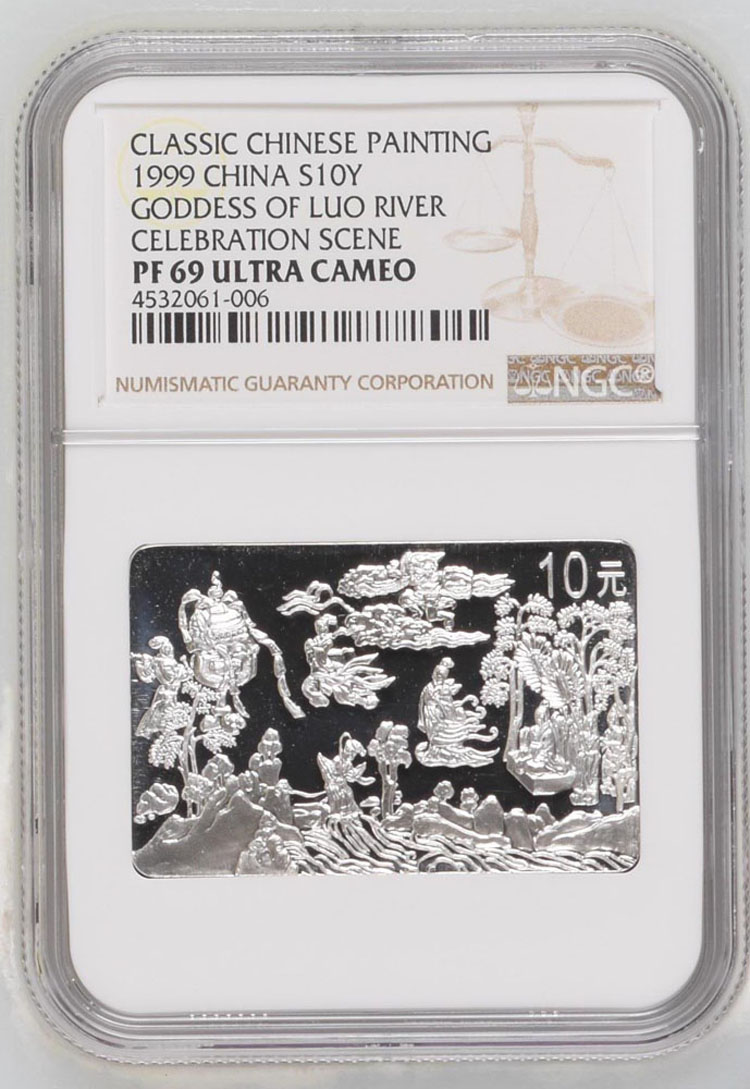 CLASSIC CHINESE PAINTING
1999 CHINA S10Y
GODDESS OF LUO RIVER
CELEBRATION SCENE
PF 69 ULTRA CAMEO
4532061-006
NUMISMATIC GUARANTY CORPORATION
NGC®
10元